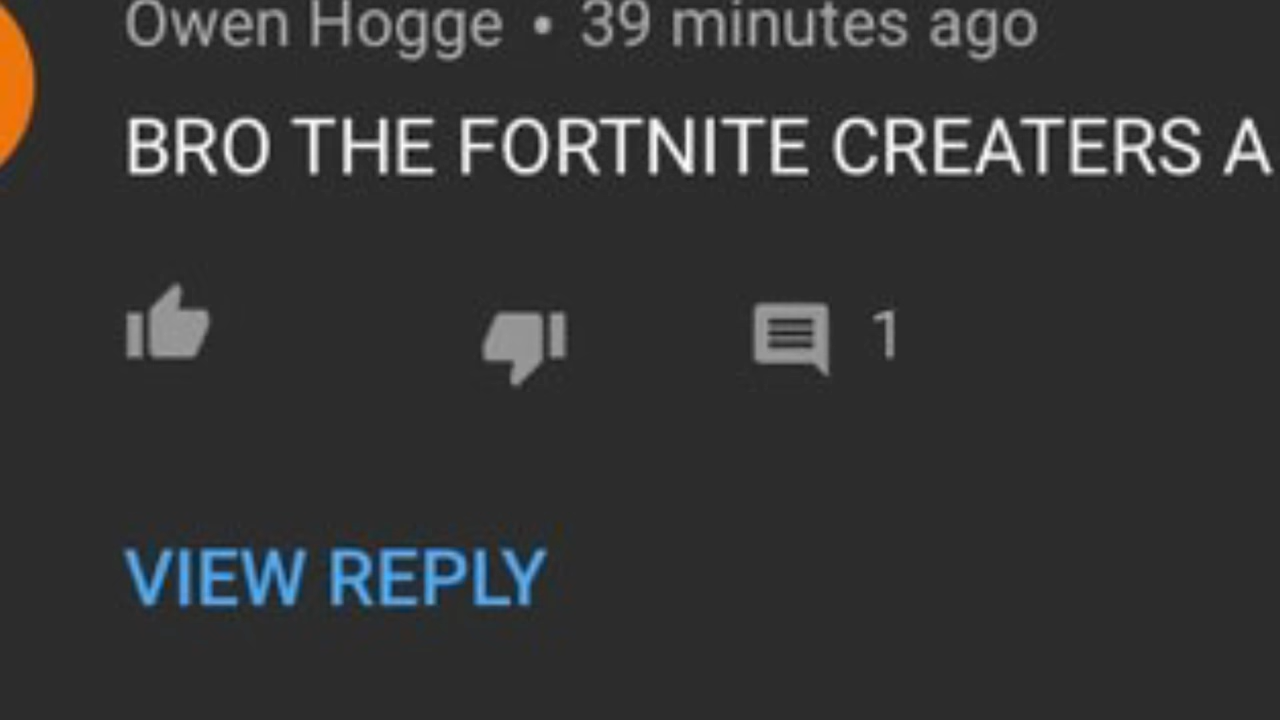 Owen Hogge • 39 minutes ago
BRO THE FORTNITE CREATERS A
1
VIEW REPLY